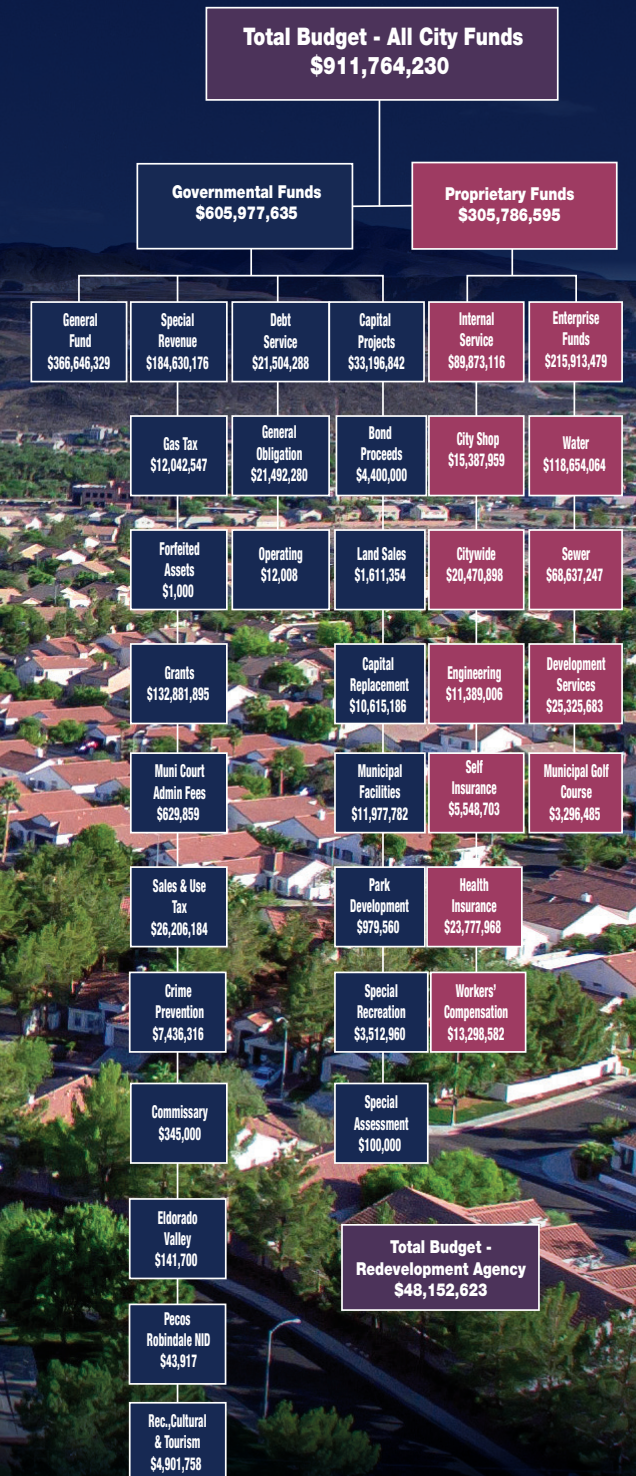 Total Budget - All City Funds
$911,764,230
Governmental Funds
$605,977,635
Proprietary Funds
$305,786,595
General
Fund
$366,646,329
Special
Revenue
$184,630,176
Debt
Service
$21,504,288
Capital
Projects
$33,196,842
Internal
Service
$89,873,116
Enterprise
Funds
$215,913,479
Gas Tax
$12,042,547
General
Obligation
$21,492,280
Bond
Proceeds
$4,400,000
City Shop
$15,387,959
Water
$118,654,064
Forfeited
Assets
$1,000
Operating
$12,008
Land Sales
$1,611,354
Citywide
$20,470,898
Sewer
$68,637,247
Grants
$132,881,895
Capital
Replacement
$10,615,186
Engineering
$11,389,006
Development
Services
$25,325,683
Muni Court
Admin Fees
$629,859
Municipal
Facilities
$11,977,782
Self
Insurance
$5,548,703
Municipal Golf
Course
$3,296,485
Sales & Use
Tax
$26,206,184
Park
Development
$979,560
Health
Insurance
$23,777,968
Crime
Prevention
$7,436,316
Special
Recreation
$3,512,960
Workers'
Compensation
$13,298,582
Commissary
$345,000
Special
Assessment
$100,000
Eldorado
Valley
$141,700
Total Budget -
Redevelopment Agency
$48,152,623
Pecos
Robindale NID
$43,917
Rec.,Cultural
& Tourism
$4,901,758